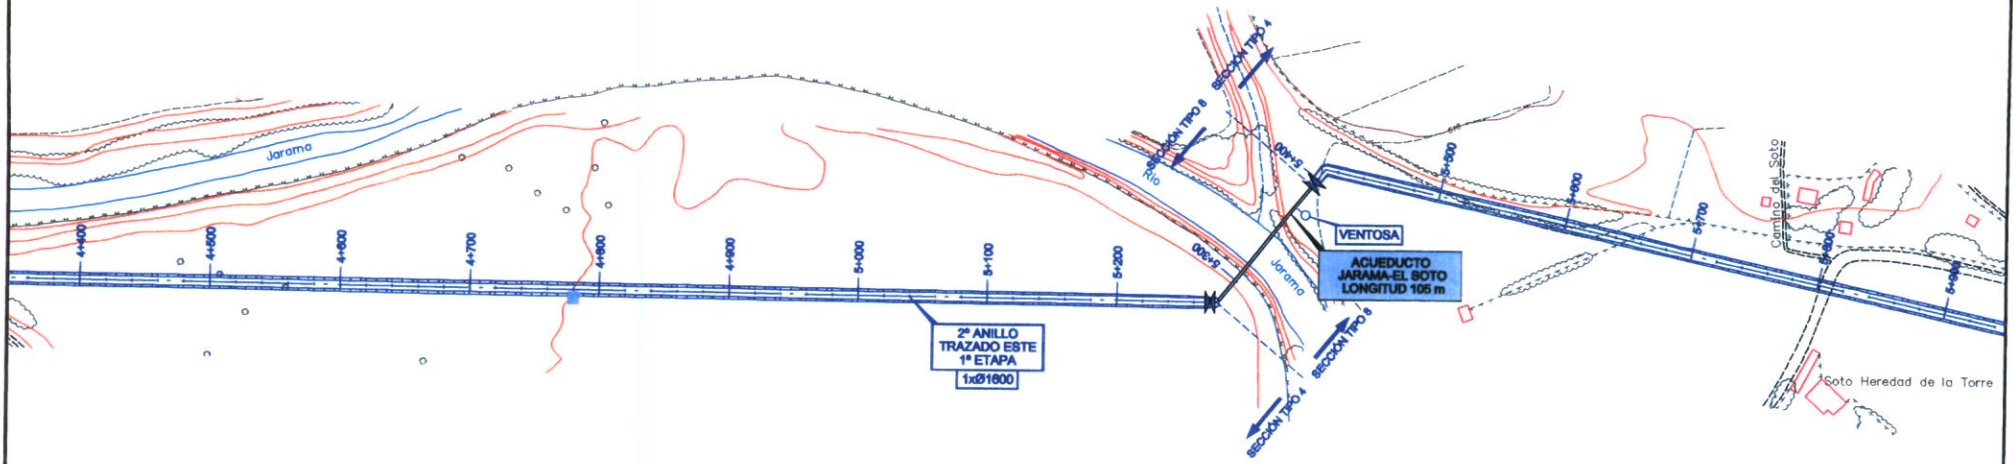 Jarama
4+400
4+500
4+600
4+700
4+800
4+900
5+000
5+100
5+200
5+300
5+400
5+500
5+600
5+700
5+800
5+900
SECCIÓN TIPO 4
SECCIÓN TIPO 8
Río
Jarama
VENTOSA
ACUEDUCTO
JARAMA-EL SOTO
LONGITUD 105 m
2º ANILLO
TRAZADO ESTE
1ª ETAPA
1xØ1600
SECCIÓN TIPO 8
SECCIÓN TIPO 4
Camino del Soto
Soto Heredad de la Torre